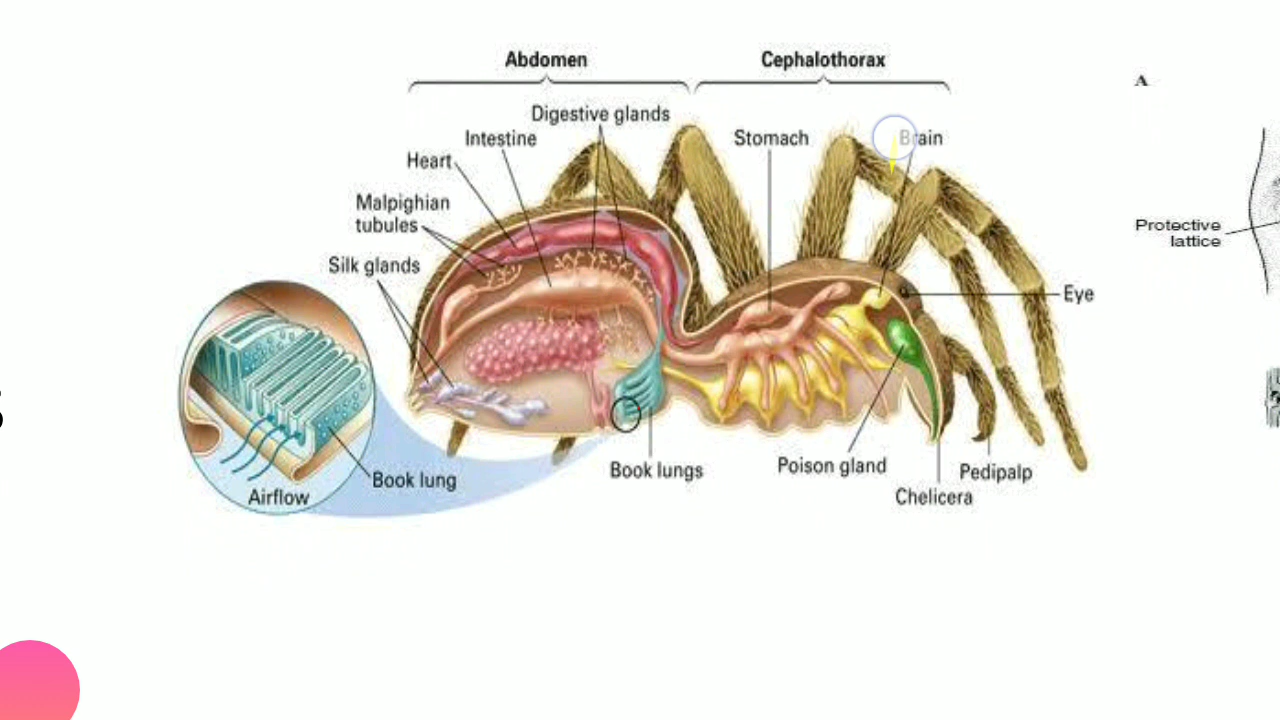 Abdomen
Cephalothorax
Digestive glands
Intestine
Stomach
Brain
Heart
Malpighian
tubules
Silk glands
Eye
Book lung
Airflow
Book lungs
Poison gland
Pedipalp
Chelicera
A
Protective
lattice